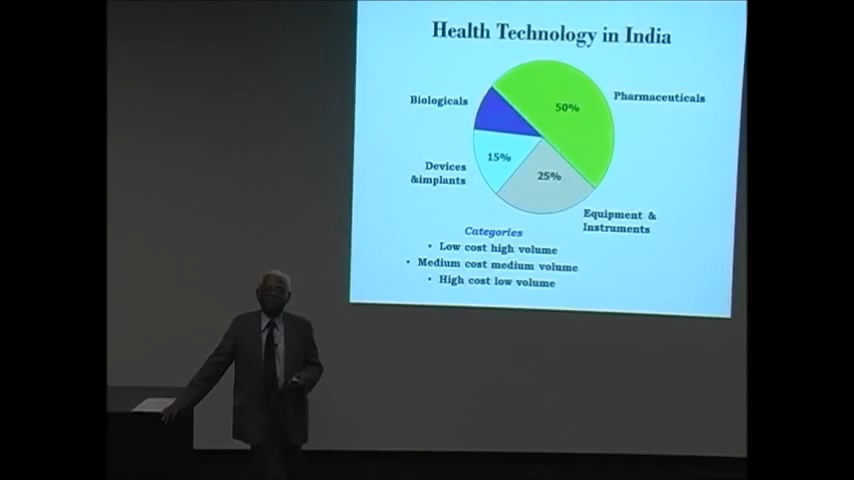 Health Technology in India
Biologicals
50%
Pharmaceuticals
15%
Devices
&implants
25%
Equipment &
Instruments
Categories
• Low cost high volume
• Medium cost medium volume
• High cost low volume